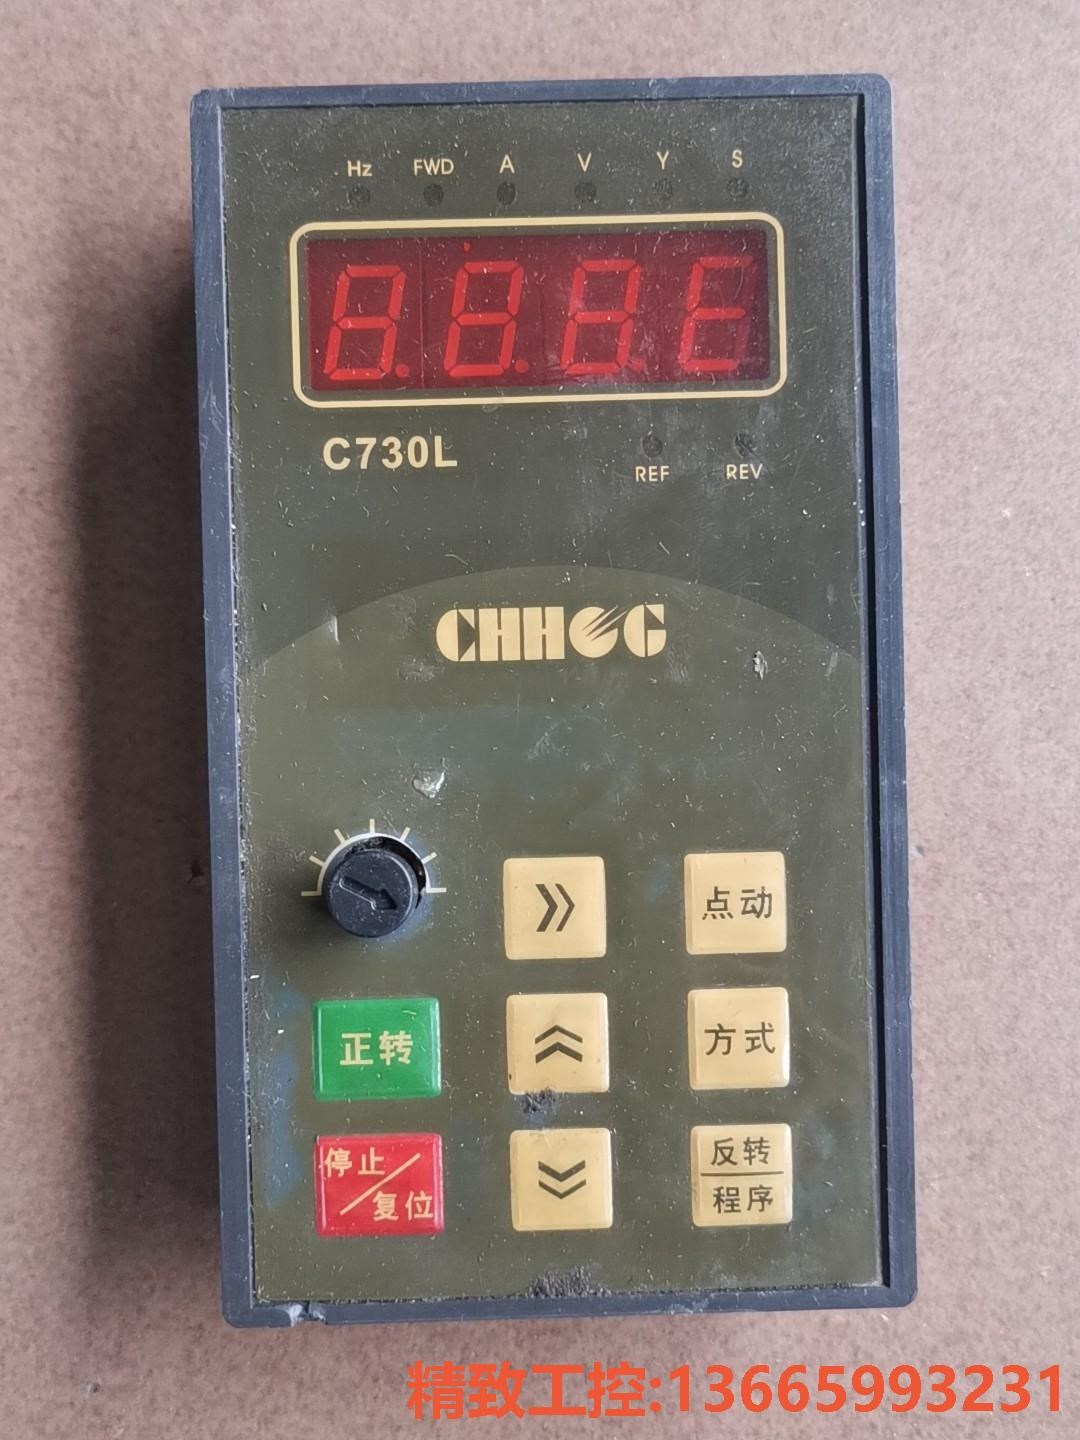 Hz FWD A V Y S
8.8.8.E
C730L
REF REV
CHHOG
》 点动
正转 方式
停止/复位
反转
程序
精致工控:13665993231